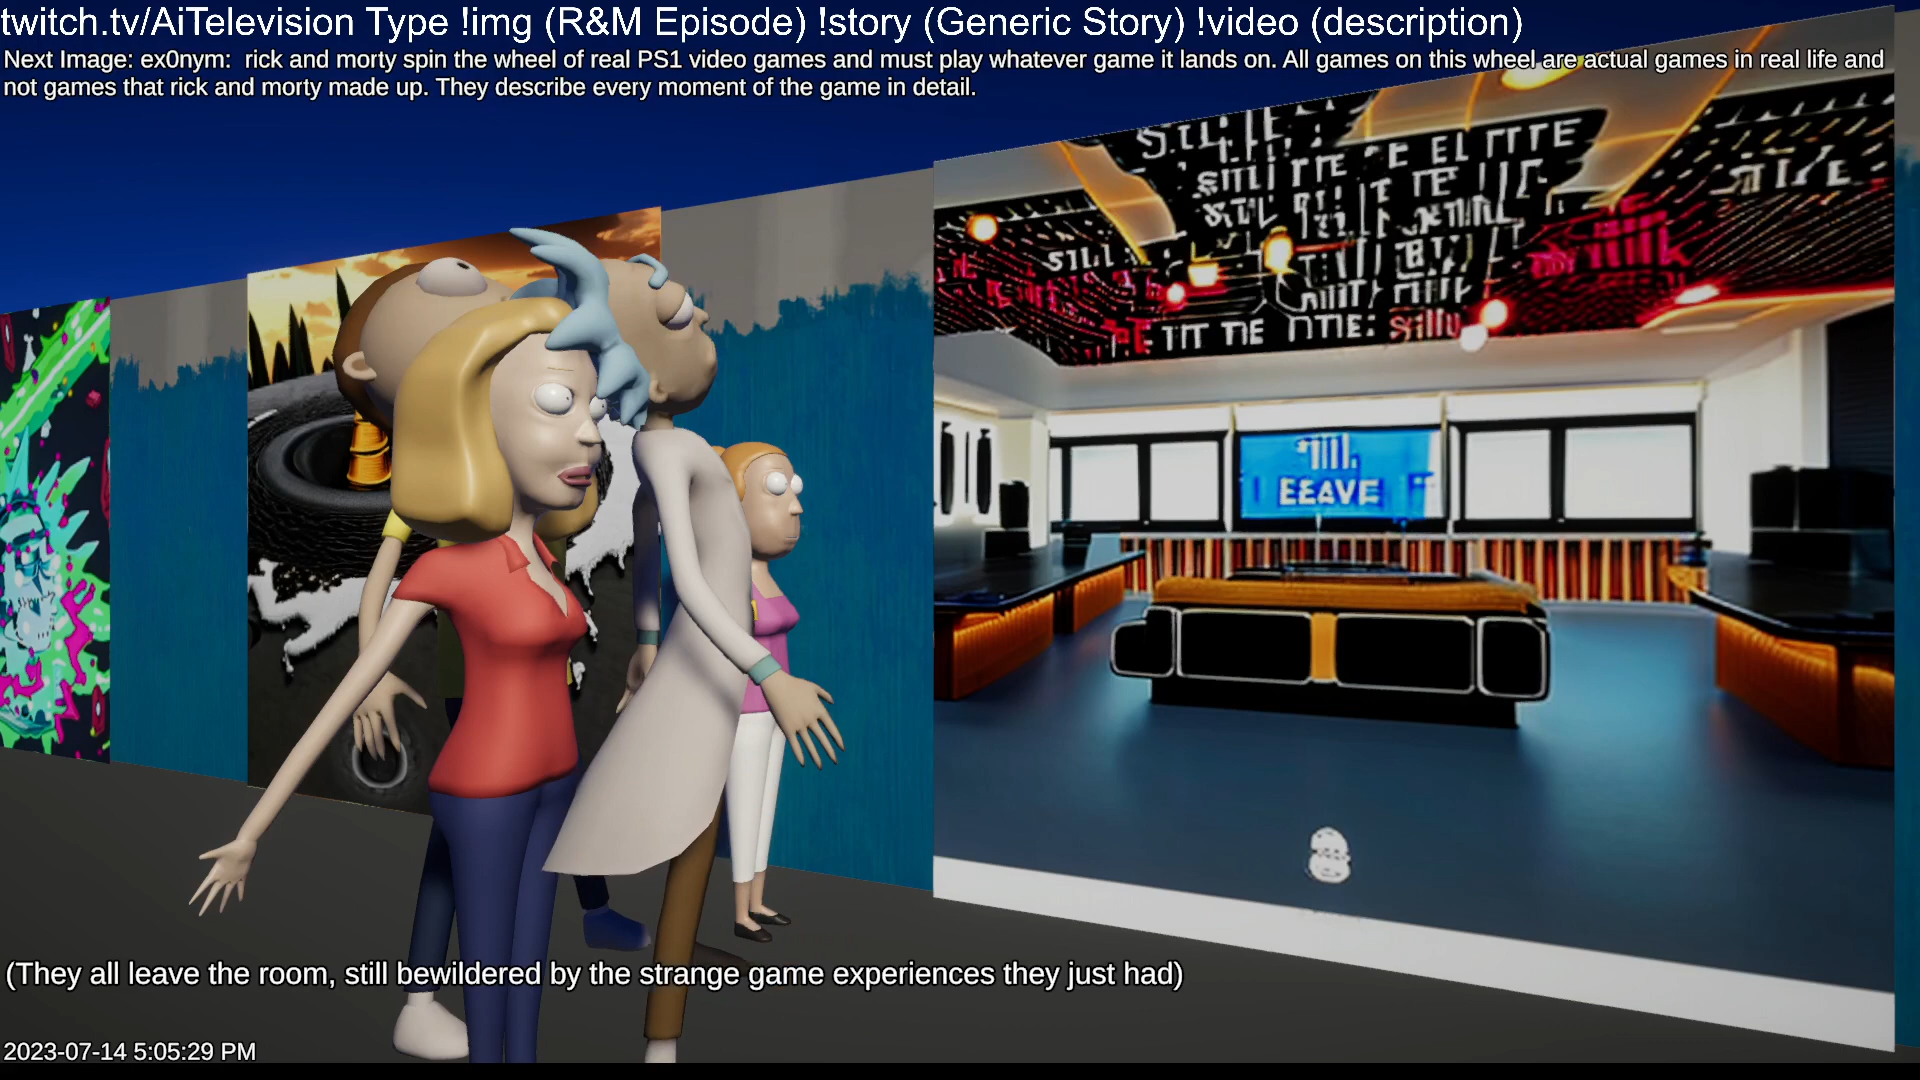 twitch.tv/AiTelevision Type !img (R&M Episode) !story (Generic Story) !video (description)
Next Image: ex0nym:  rick and morty spin the wheel of real PS1 video games and must play whatever game it lands on. All games on this wheel are actual games in real life and
not games that rick and morty made up. They describe every moment of the game in detail.
EEAVE
(They all leave the room, still bewildered by the strange game experiences they just had)
2023-07-14 5:05:29 PM